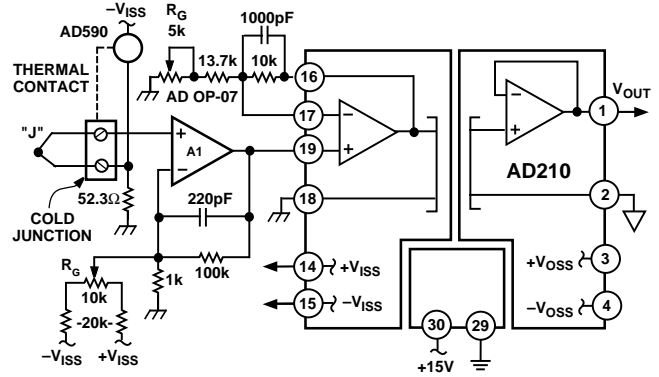 −VISS
AD590
THERMAL
CONTACT
"J"
52.3Ω
COLD
JUNCTION
RG
5k
13.7k
1000pF
10k
AD OP-07
+
−
A1
220pF
100k
1k
RG
10k
-20k-
−VISS
+VISS
16
17
19
18
14
+VISS
15
−VISS
−
+
−
+
AD210
1
VOUT
2
+VOSS
3
−VOSS
4
30
29
+15V